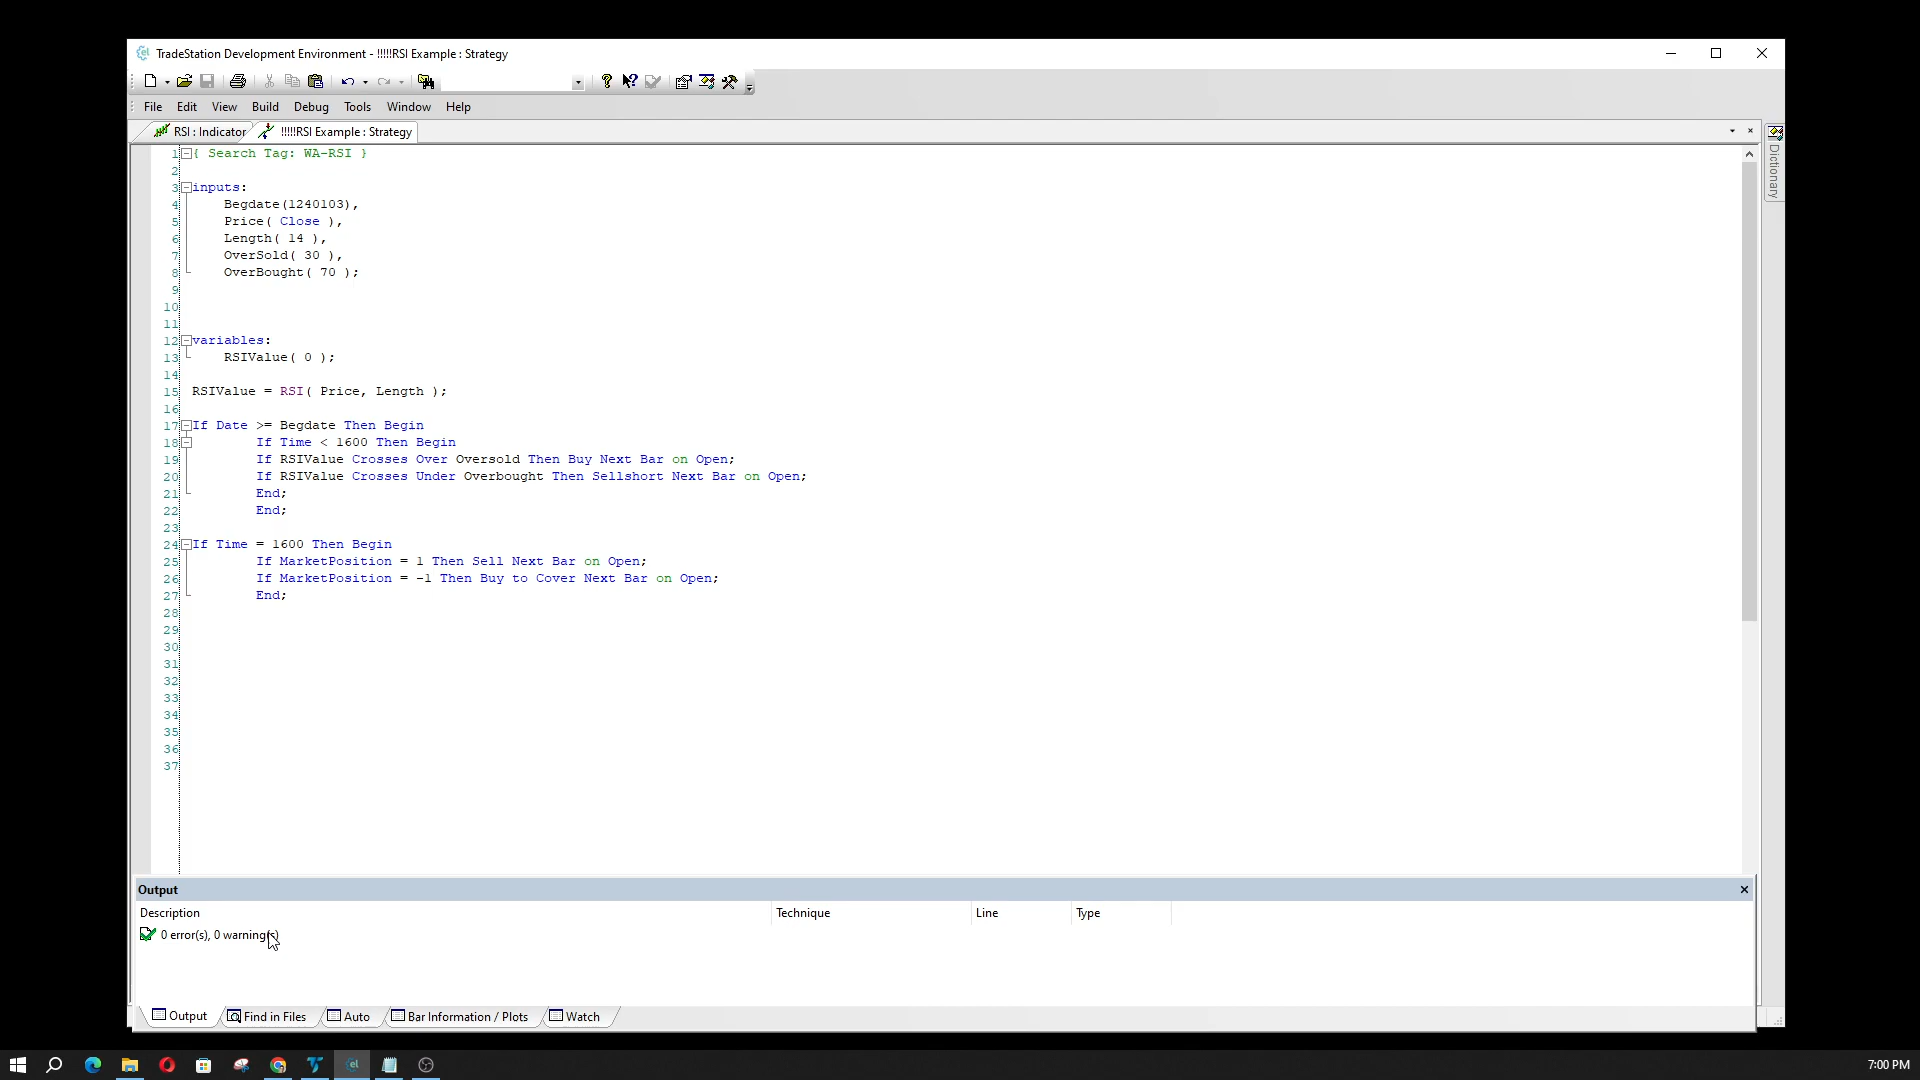 TradeStation Development Environment - !!!!!RSI Example : Strategy
File Edit View Build Debug Tools Window Help
RSI : Indicator !!!!!RSI Example : Strategy
Dictionary
1 { Search Tag: WA-RSI }
2
3 inputs:
4 Begdate(1240103),
5 Price( Close ),
6 Length( 14 ),
7 OverSold( 30 ),
8 OverBought( 70 );
9
10
11
12 variables:
13 RSIValue( 0 );
14
15 RSIValue = RSI( Price, Length );
16
17 If Date >= Begdate Then Begin
18 If Time < 1600 Then Begin
19 If RSIValue Crosses Over Oversold Then Buy Next Bar on Open;
20 If RSIValue Crosses Under Overbought Then Sellshort Next Bar on Open;
21 End;
22 End;
23
24 If Time = 1600 Then Begin
25 If MarketPosition = 1 Then Sell Next Bar on Open;
26 If MarketPosition = -1 Then Buy to Cover Next Bar on Open;
27 End;
28
29
30
31
32
33
34
35
36
37
Output
Description Technique Line Type
0 error(s), 0 warning(s)
Output Find in Files Auto Bar Information / Plots Watch
7:00 PM